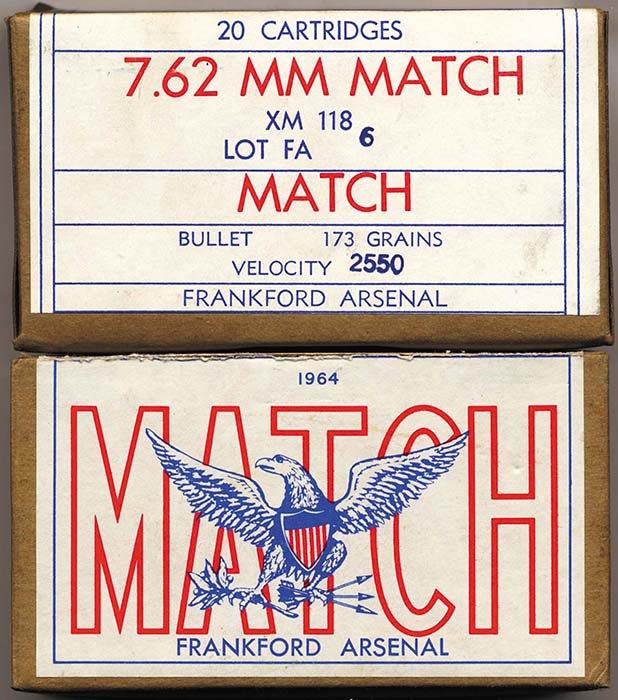 20 CARTRIDGES
7.62 MM MATCH
XM 118
LOT FA 6
MATCH
BULLET 173 GRAINS
VELOCITY 2550
FRANKFORD ARSENAL
1964
MATCH
FRANKFORD ARSENAL